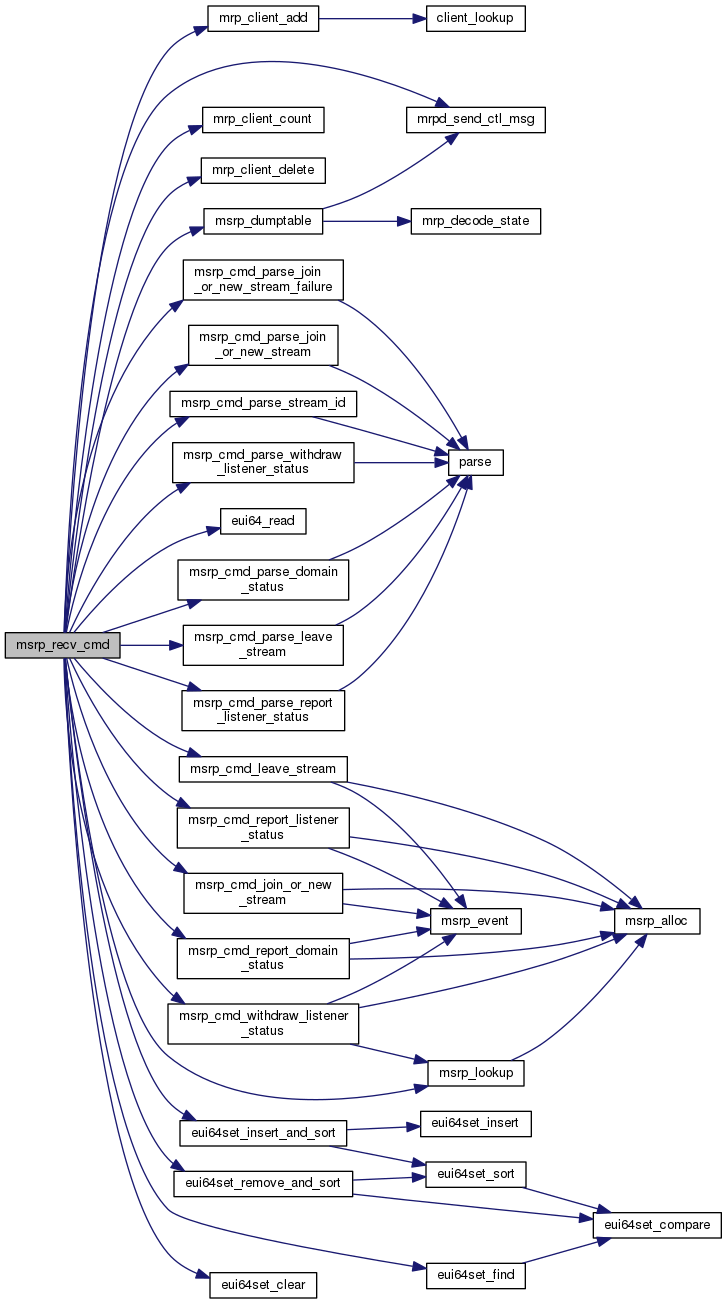 mrp_client_add
client_lookup
mrp_client_count
mrpd_send_ctl_msg
mrp_client_delete
msrp_dumptable
mrp_decode_state
msrp_cmd_parse_join
_or_new_stream_failure
msrp_cmd_parse_join
_or_new_stream
msrp_cmd_parse_stream_id
msrp_cmd_parse_withdraw
_listener_status
parse
eui64_read
msrp_cmd_parse_domain
_status
msrp_recv_cmd
msrp_cmd_parse_leave
_stream
msrp_cmd_parse_report
_listener_status
msrp_cmd_leave_stream
msrp_cmd_report_listener
_status
msrp_cmd_join_or_new
_stream
msrp_event
msrp_alloc
msrp_cmd_report_domain
_status
msrp_cmd_withdraw_listener
_status
msrp_lookup
eui64set_insert_and_sort
eui64set_insert
eui64set_remove_and_sort
eui64set_sort
eui64set_compare
eui64set_find
eui64set_clear